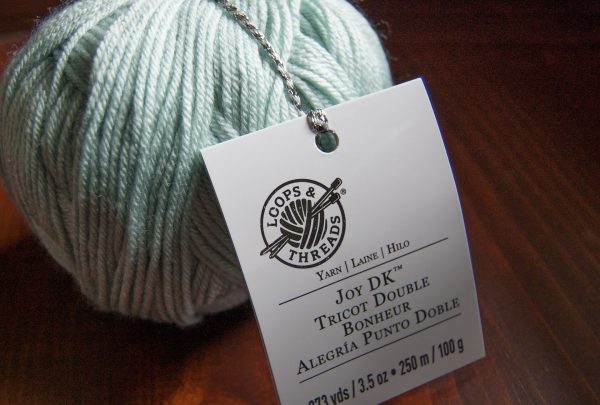 LOOPS &
THREADS®
YARN | LAINE | HILO
JOY DK™
TRICOT DOUBLE
BONHEUR
ALEGRÍA PUNTO DOBLE
273 yds / 3.5 oz • 250 m / 100 g